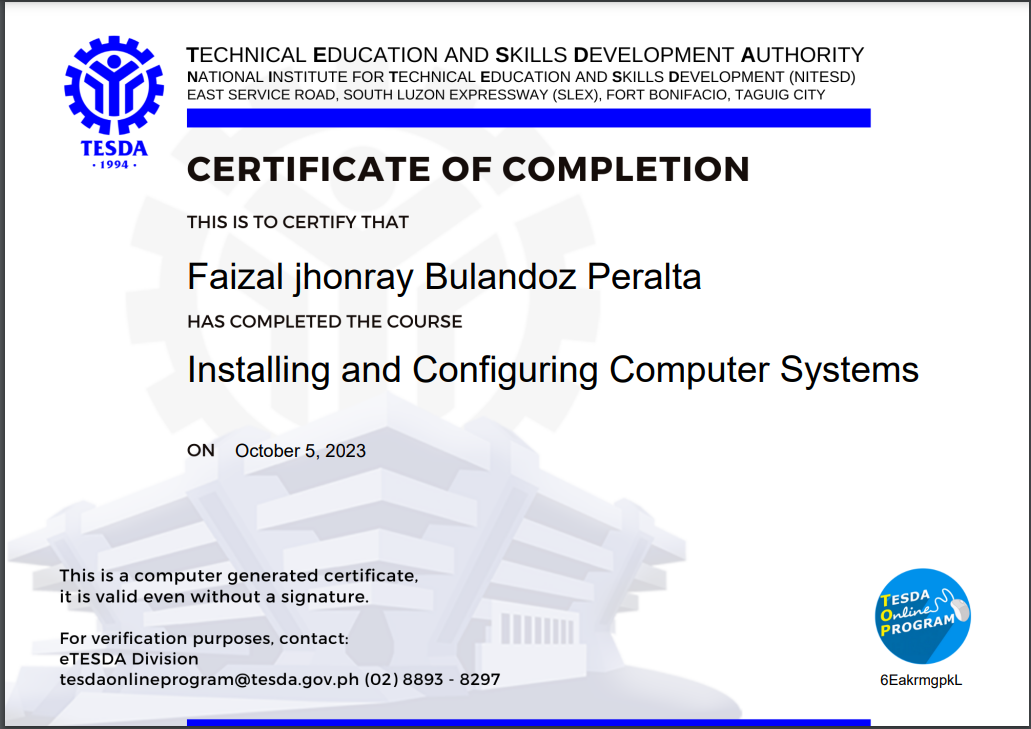 TESDA
· 1994 ·
TECHNICAL EDUCATION AND SKILLS DEVELOPMENT AUTHORITY
NATIONAL INSTITUTE FOR TECHNICAL EDUCATION AND SKILLS DEVELOPMENT (NITESD)
EAST SERVICE ROAD, SOUTH LUZON EXPRESSWAY (SLEX), FORT BONIFACIO, TAGUIG CITY
CERTIFICATE OF COMPLETION
THIS IS TO CERTIFY THAT
Faizal jhonray Bulandoz Peralta
HAS COMPLETED THE COURSE
Installing and Configuring Computer Systems
ON October 5, 2023
This is a computer generated certificate,
it is valid even without a signature.
For verification purposes, contact:
eTESDA Division
tesdaonlineprogram@tesda.gov.ph (02) 8893 - 8297
TESDA
Online
PROGRAM
6EakrmgpkL